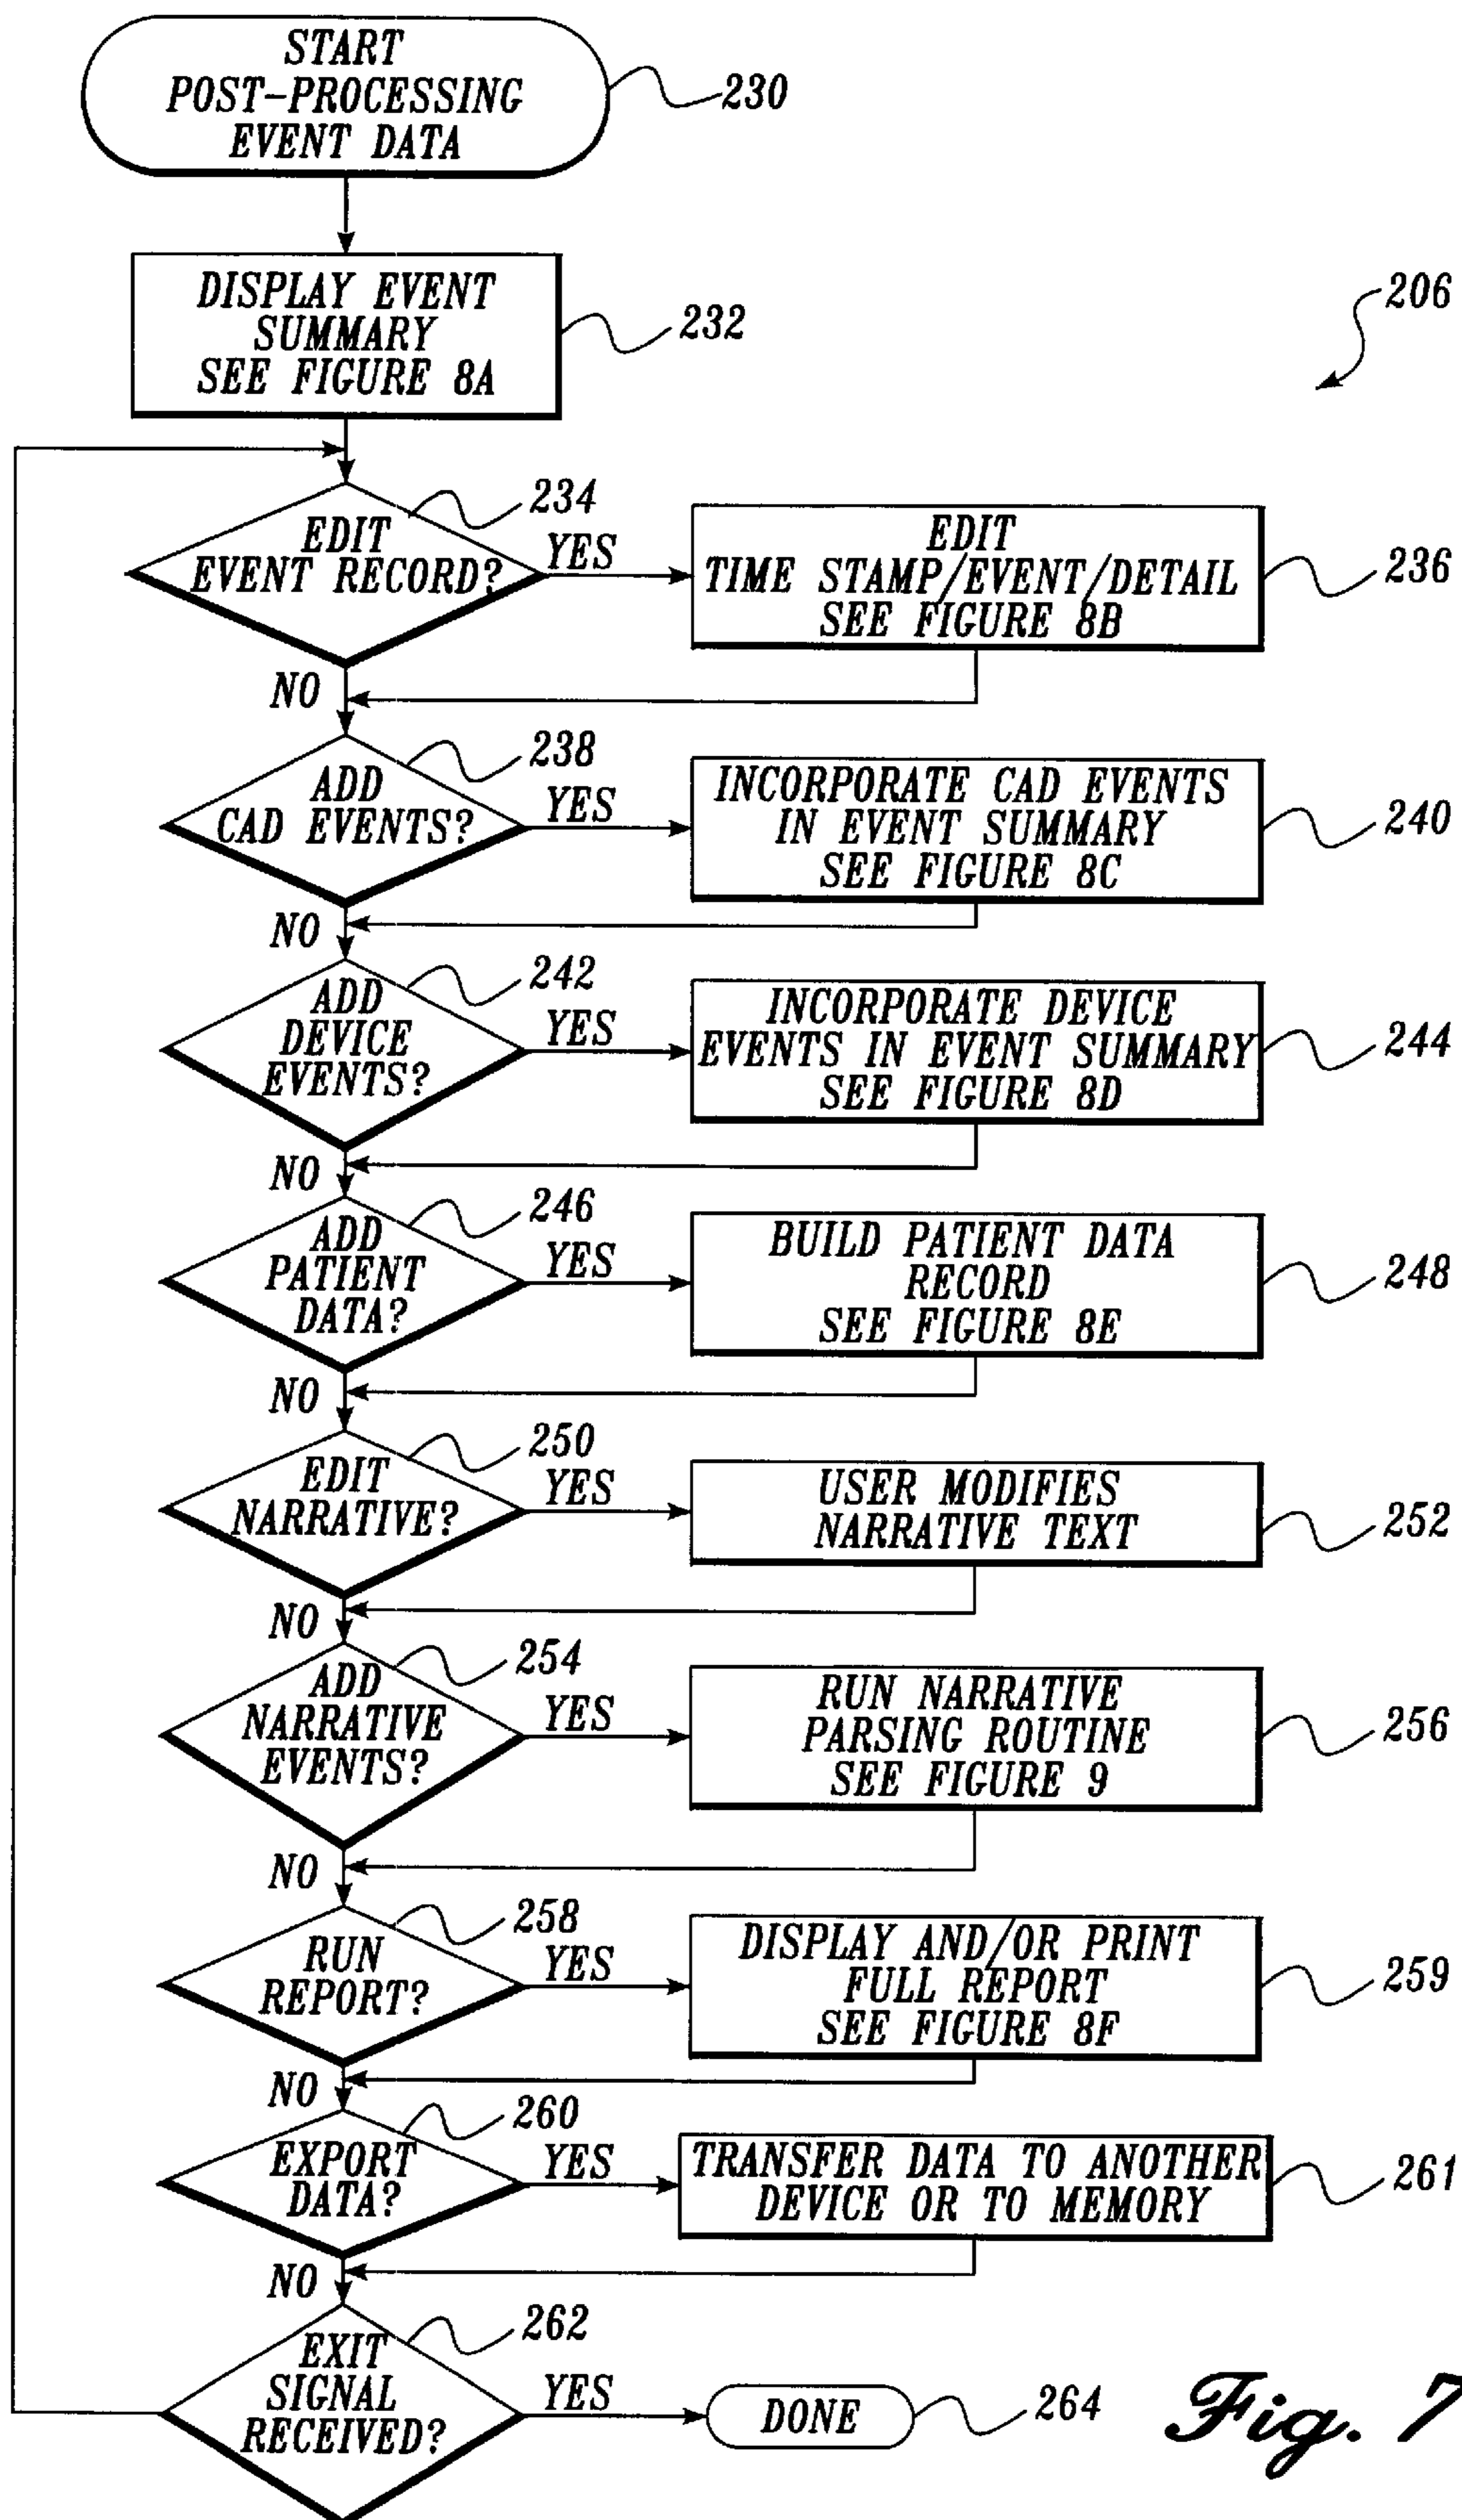 START
POST-PROCESSING
EVENT DATA
230
DISPLAY EVENT
SUMMARY
SEE FIGURE 8A
232
206
234
EDIT
EVENT RECORD?
YES
EDIT
TIME STAMP/EVENT/DETAIL
SEE FIGURE 8B
236
NO
238
ADD
CAD EVENTS?
YES
INCORPORATE CAD EVENTS
IN EVENT SUMMARY
SEE FIGURE 8C
240
NO
242
ADD
DEVICE
EVENTS?
YES
INCORPORATE DEVICE
EVENTS IN EVENT SUMMARY
SEE FIGURE 8D
244
NO
246
ADD
PATIENT
DATA?
YES
BUILD PATIENT DATA
RECORD
SEE FIGURE 8E
248
NO
250
EDIT
NARRATIVE?
YES
USER MODIFIES
NARRATIVE TEXT
252
NO
254
ADD
NARRATIVE
EVENTS?
YES
RUN NARRATIVE
PARSING ROUTINE
SEE FIGURE 9
256
NO
258
RUN
REPORT?
YES
DISPLAY AND/OR PRINT
FULL REPORT
SEE FIGURE 8F
259
NO
260
EXPORT
DATA?
YES
TRANSFER DATA TO ANOTHER
DEVICE OR TO MEMORY
261
NO
262
EXIT
SIGNAL
RECEIVED?
YES
DONE
264
Fig. 7